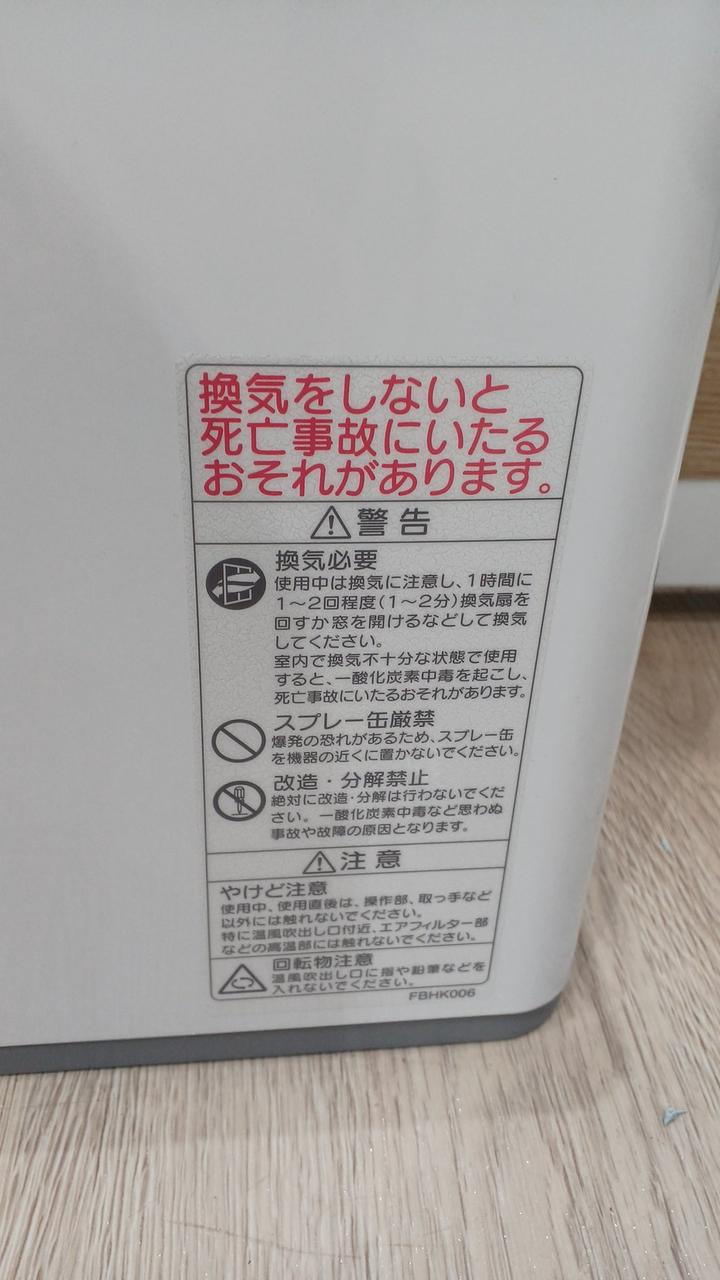 換気をしないと
死亡事故にいたる
おそれがあります。
警告
換気必要
使用中は換気に注意し、1時間に
1～2回程度(1～2分)換気扇を
回すか窓を開けるなどして換気
してください。
室内で換気不十分な状態で使用
すると、一酸化炭素中毒を起こし、
死亡事故にいたるおそれがあります。
スプレー缶厳禁
爆発の恐れがあるため、スプレー缶
を機器の近くに置かないでください。
改造・分解禁止
絶対に改造・分解は行わないでくだ
さい。一酸化炭素中毒など思わぬ
事故や故障の原因となります。
注意
やけど注意
使用中、使用直後は、操作部、取っ手など
以外には触れないでください。
特に温風吹出し口付近、エアフィルター部
などの高温部には触れないでください。
回転物注意
温風吹出し口に指や鉛筆などを
入れないでください。
FBHK006